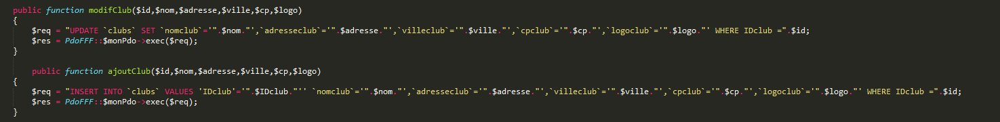 public function modifClub($id,$nom,$adresse,$ville,$cp,$logo)
{
$req = "UPDATE `clubs` SET `nomclub`='".$nom."',`adresseclub`='".$adresse."',`villeclub`='".$ville."',`cpclub`='".$cp."',`logoclub`='".$logo."' WHERE IDclub =".$id;
$res = PdoFFF::$monPdo->exec($req);
}
public function ajoutClub($id,$nom,$adresse,$ville,$cp,$logo)
{
$req = "INSERT INTO `clubs` VALUES 'IDclub'='".$IDclub."'' `nomclub`='".$nom."',`adresseclub`='".$adresse."',`villeclub`='".$ville."',`cpclub`='".$cp."',`logoclub`='".$logo."' WHERE IDclub =".$id;
$res = PdoFFF::$monPdo->exec($req);
}